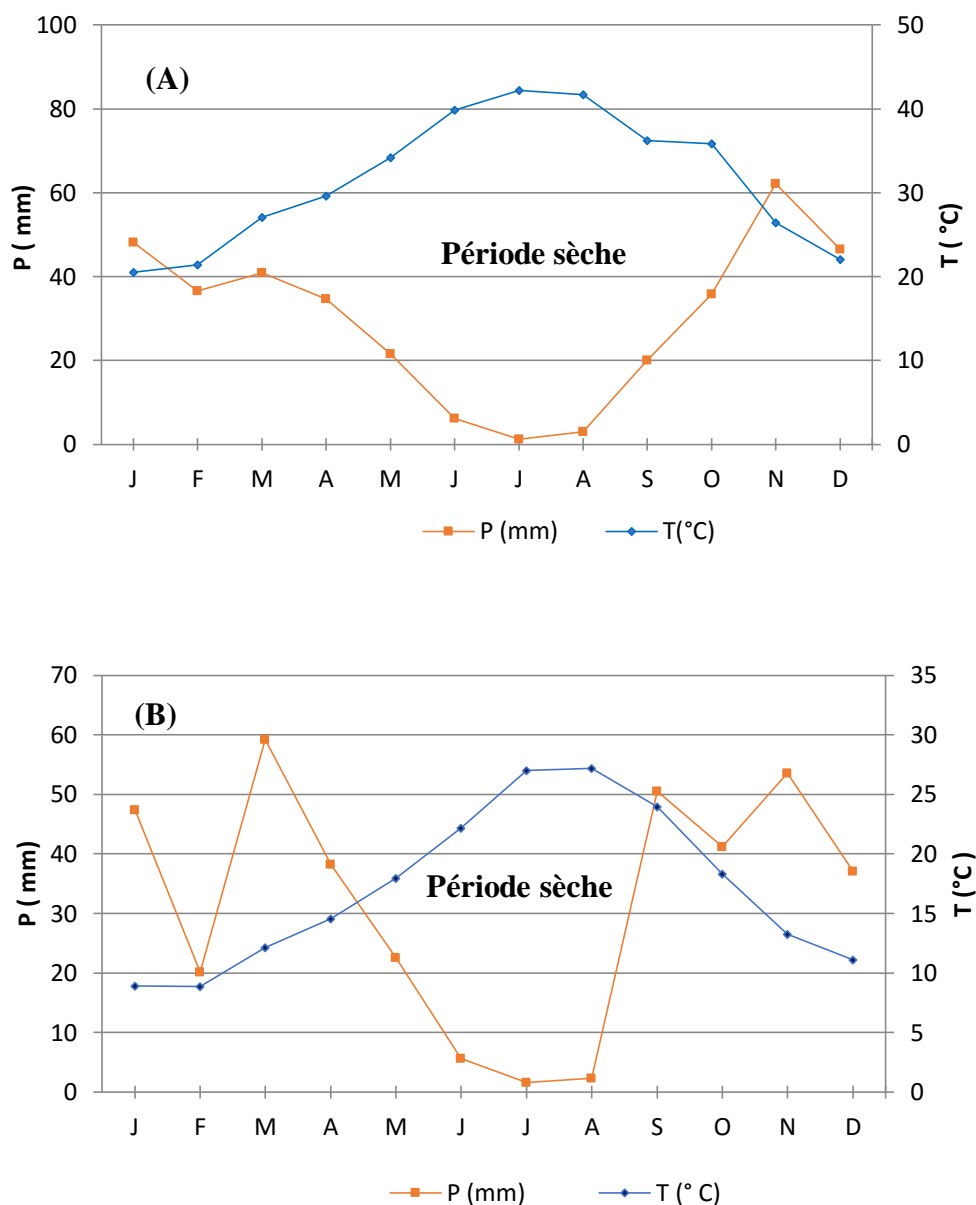 100
80
60
40
20
0
50
40
30
20
10
0
(A)
P ( mm)
T ( °C)
Période sèche
J F M A M J J A S O N D
P (mm) T(°C)
70
60
50
40
30
20
10
0
35
30
25
20
15
10
5
0
(B)
P ( mm)
T (°C)
Période sèche
J F M A M J J A S O N D
P (mm) T (° C)